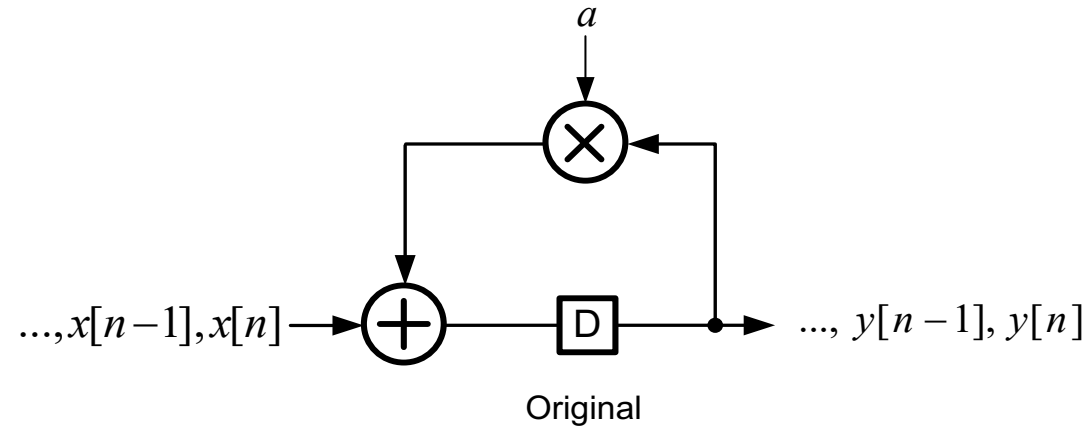 a
D
..., x[n−1], x[n]
..., y[n − 1], y[n]
Original